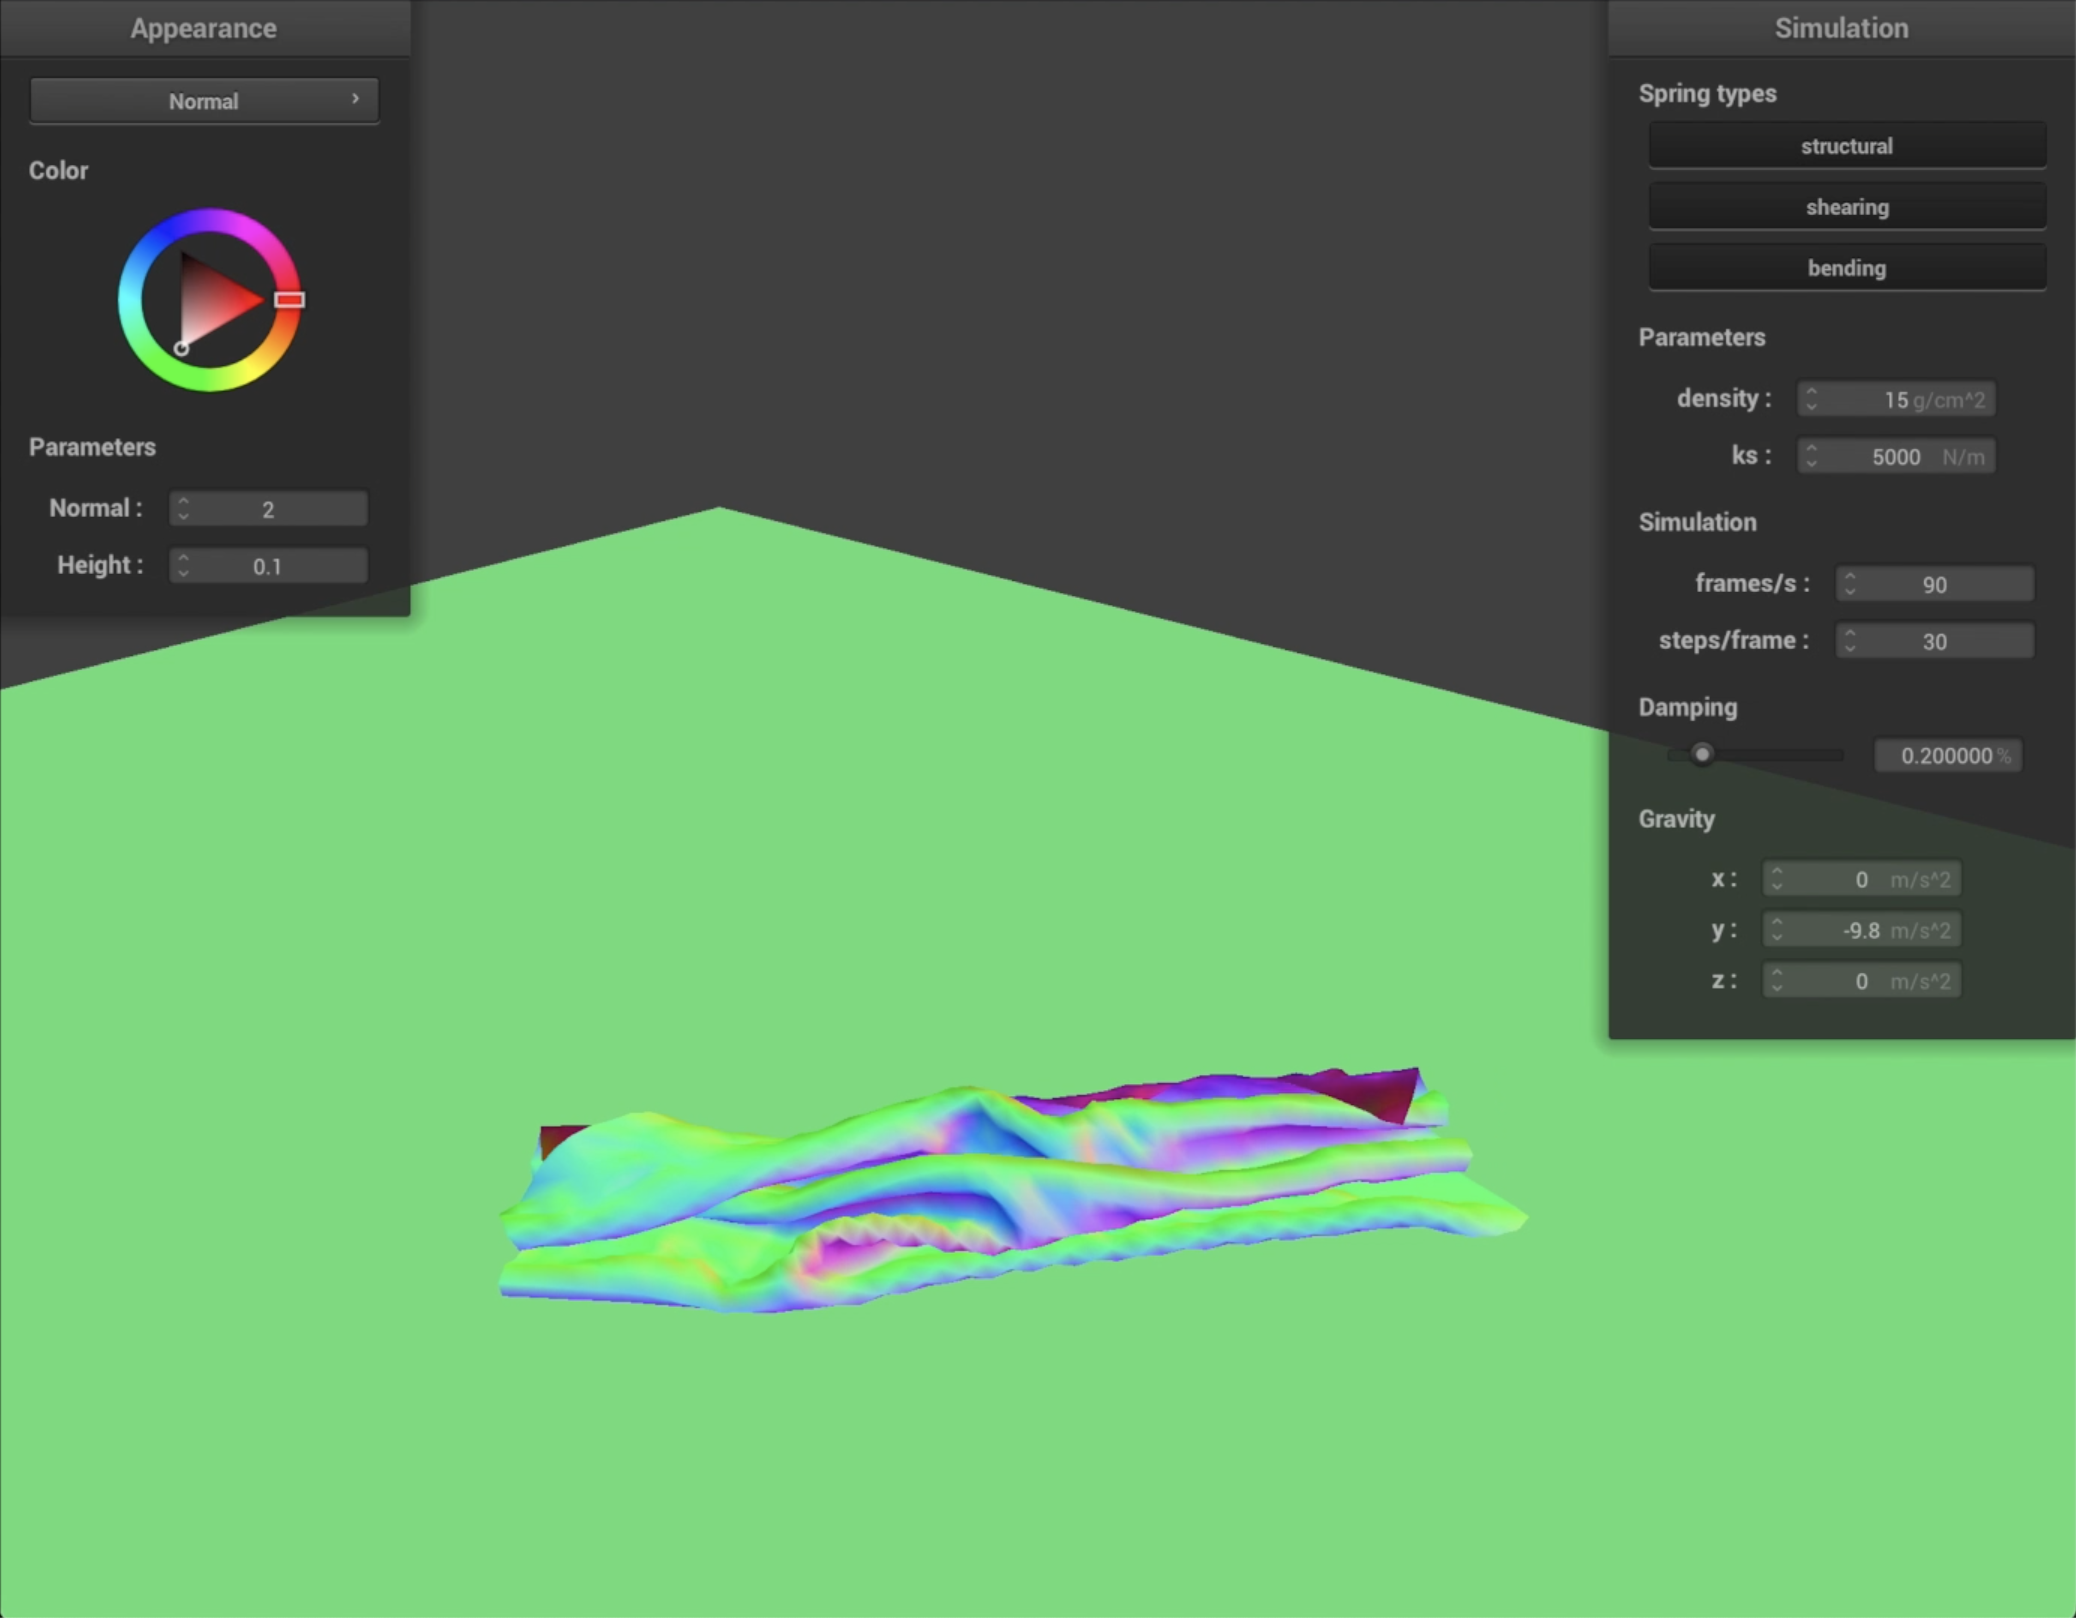 Appearance
Normal
Color
Parameters
Normal : 2
Height : 0.1
Simulation
Spring types
structural
shearing
bending
Parameters
density : 15 g/cm^2
ks : 5000 N/m
Simulation
frames/s : 90
steps/frame : 30
Damping
0.200000 %
Gravity
x : 0 m/s^2
y : -9.8 m/s^2
z : 0 m/s^2